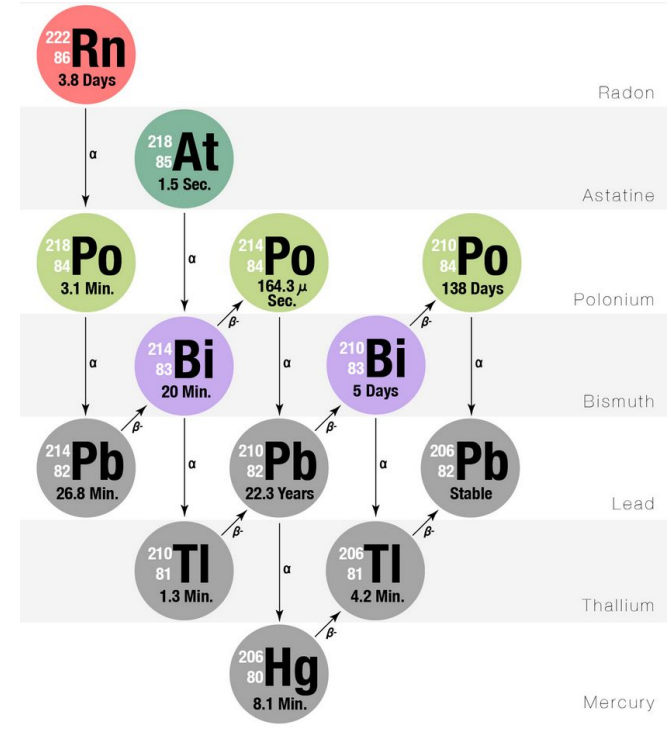 222
86
Rn
3.8 Days
Radon
α
218
85
At
1.5 Sec.
Astatine
218
84
Po
3.1 Min.
α
214
84
Po
164.3 μ
Sec.
210
84
Po
138 Days
Polonium
β-
β-
α
214
83
Bi
20 Min.
α
210
83
Bi
5 Days
α
Bismuth
β-
β-
214
82
Pb
26.8 Min.
α
210
82
Pb
22.3 Years
α
206
82
Pb
Stable
Lead
β-
β-
210
81
Tl
1.3 Min.
α
206
81
Tl
4.2 Min.
Thallium
β-
206
80
Hg
8.1 Min.
Mercury